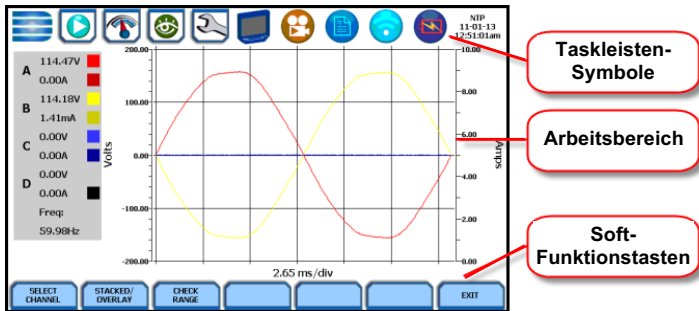 NTP
11-01-13
12:51:01am
Taskleisten-
Symbole
A 114.47V
0.00A
B 114.18V
1.41mA
C 0.00V
0.00A
D 0.00V
0.00A
Freq:
59.98Hz
200.00
100.00
0.00
-100.00
-200.00
Volts
10.00
8.00
6.00
4.00
2.00
0.00
Amps
2.65 ms/div
Arbeitsbereich
Soft-
Funktionstasten
SELECT
CHANNEL
STACKED/
OVERLAY
CHECK
RANGE
EXIT